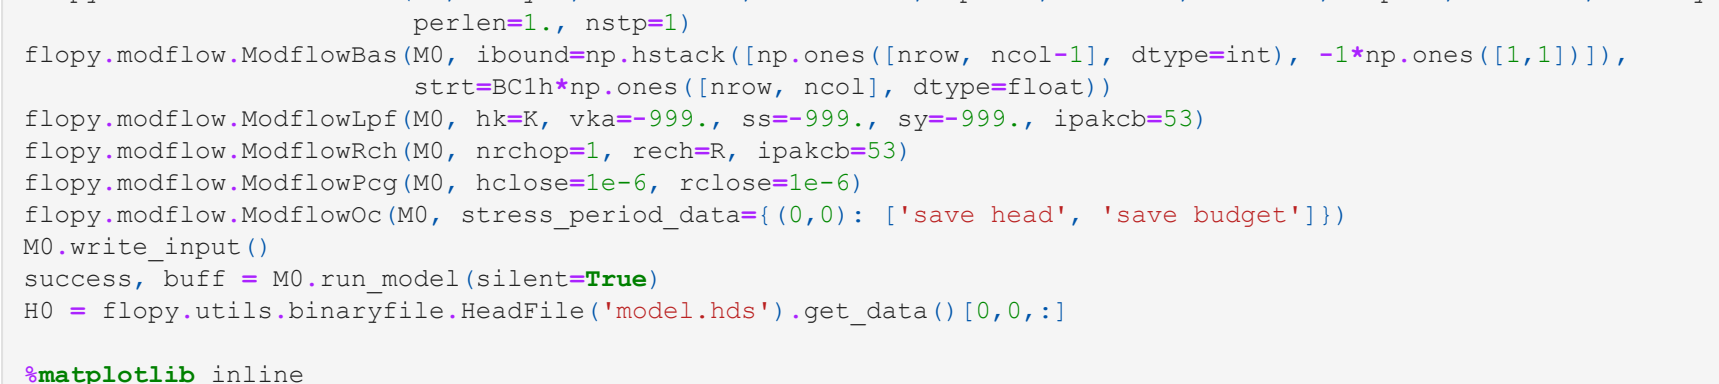 perlen=1., nstp=1)
flopy.modflow.ModflowBas(M0, ibound=np.hstack([np.ones([nrow, ncol-1], dtype=int), -1*np.ones([1,1])]),
strt=BC1h*np.ones([nrow, ncol], dtype=float))
flopy.modflow.ModflowLpf(M0, hk=K, vka=-999., ss=-999., sy=-999., ipakcb=53)
flopy.modflow.ModflowRch(M0, nrchop=1, rech=R, ipakcb=53)
flopy.modflow.ModflowPcg(M0, hclose=1e-6, rclose=1e-6)
flopy.modflow.ModflowOc(M0, stress_period_data={(0,0): ['save head', 'save budget']})
M0.write_input()
success, buff = M0.run_model(silent=True)
H0 = flopy.utils.binaryfile.HeadFile('model.hds').get_data()[0,0,:]
%matplotlib inline